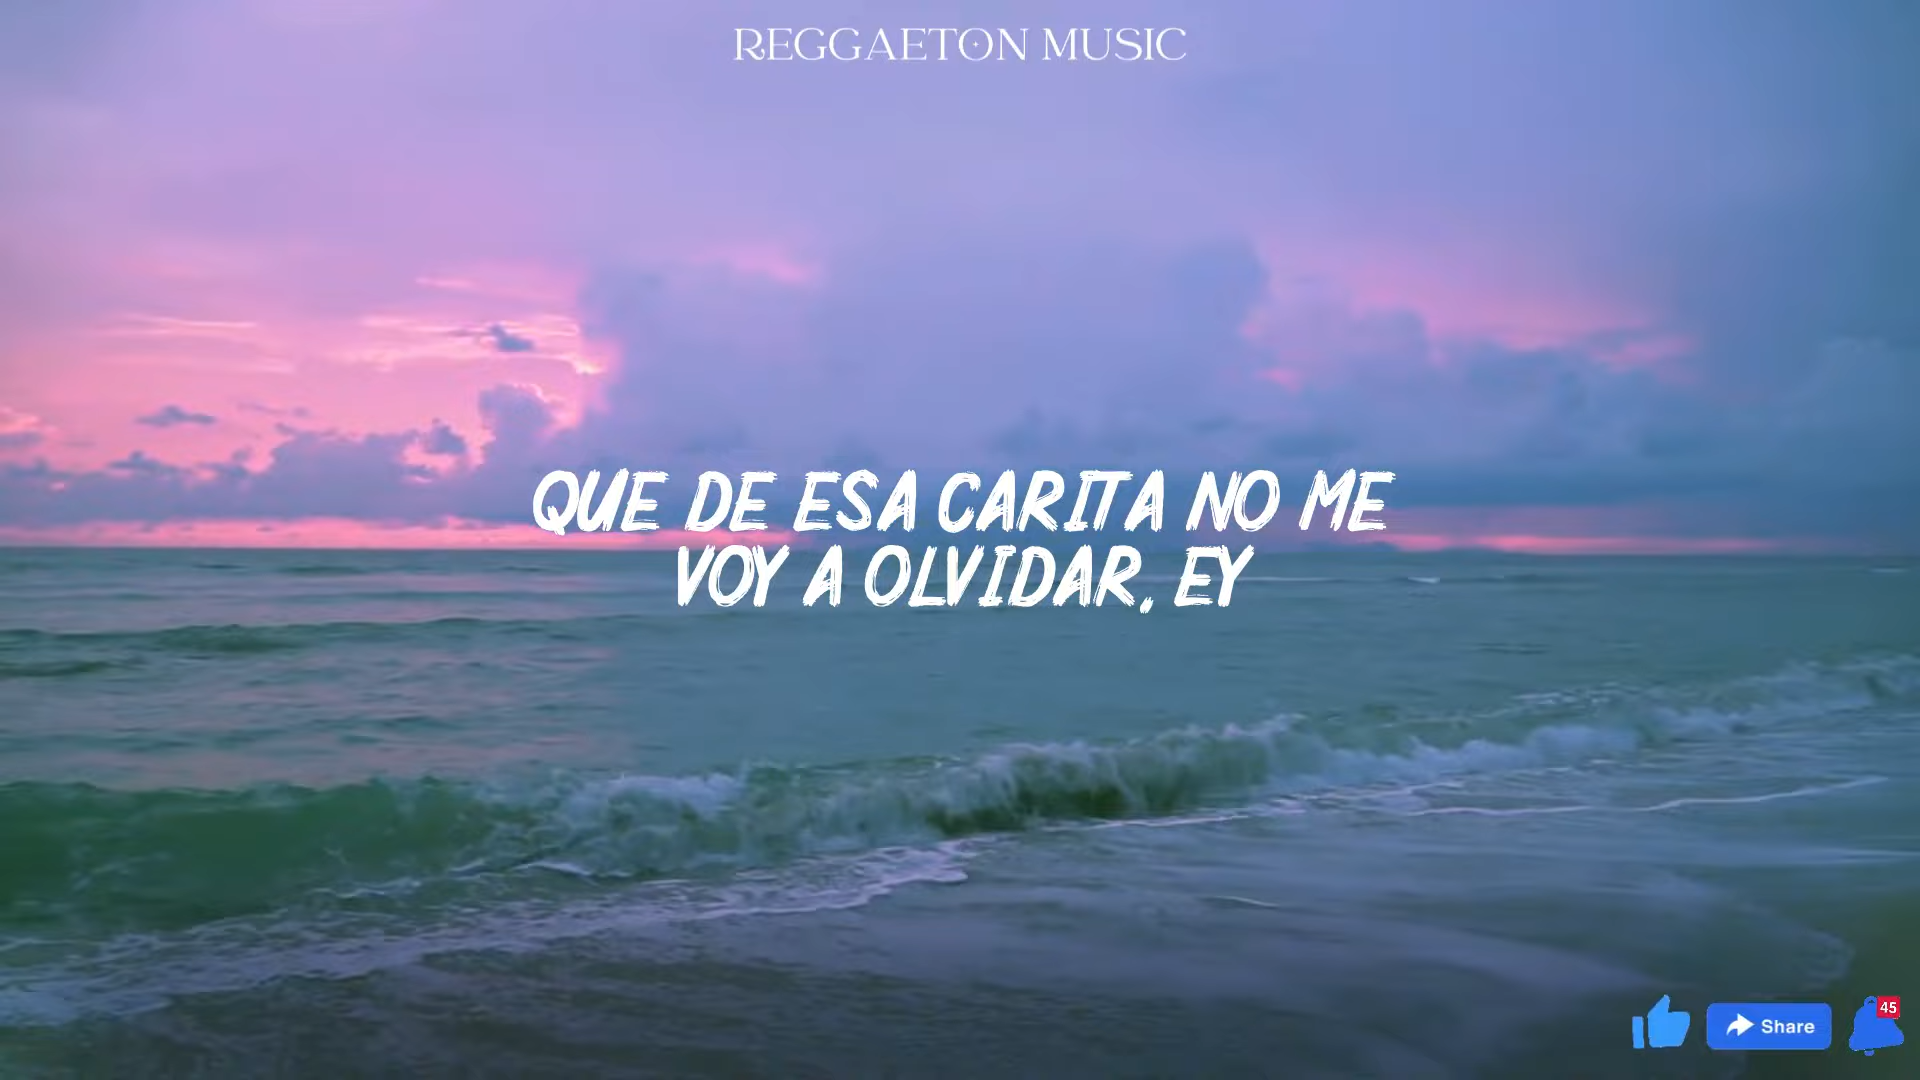 REGGAETON MUSIC
QUE DE ESA CARITA NO ME
VOY A OLVIDAR, EY
Share
45